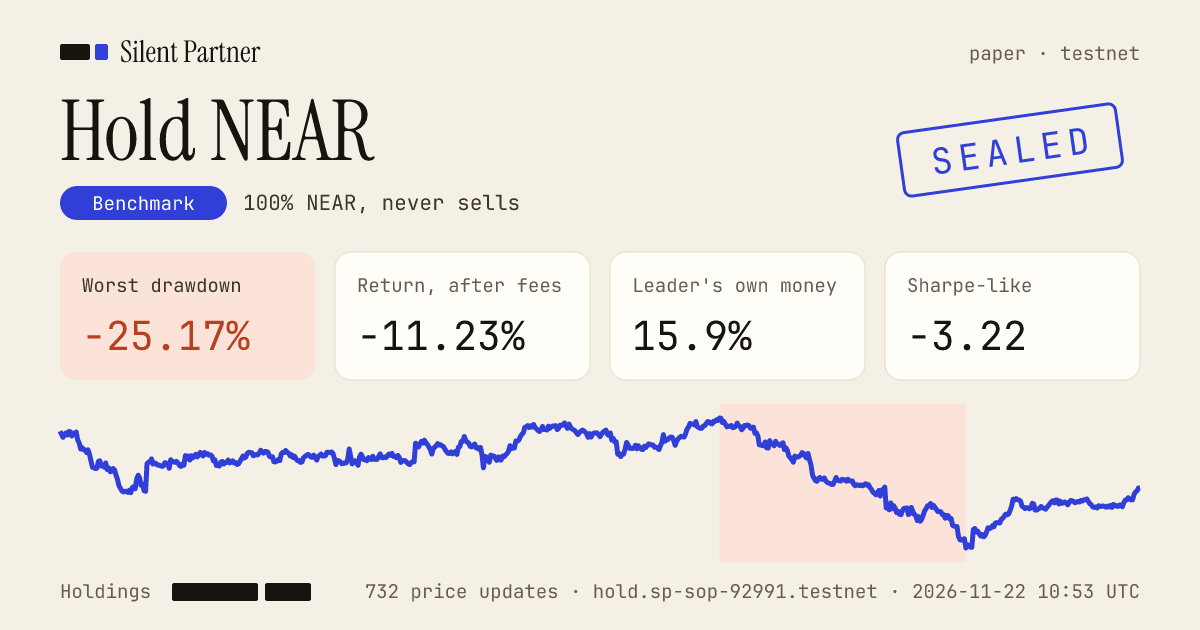 Silent Partner
paper · testnet
Hold NEAR
SEALED
Benchmark
100% NEAR, never sells
Worst drawdown
-25.17%
Return, after fees
-11.23%
Leader's own money
15.9%
Sharpe-like
-3.22
Holdings
732 price updates · hold.sp-sop-92991.testnet · 2026-11-22 10:53 UTC